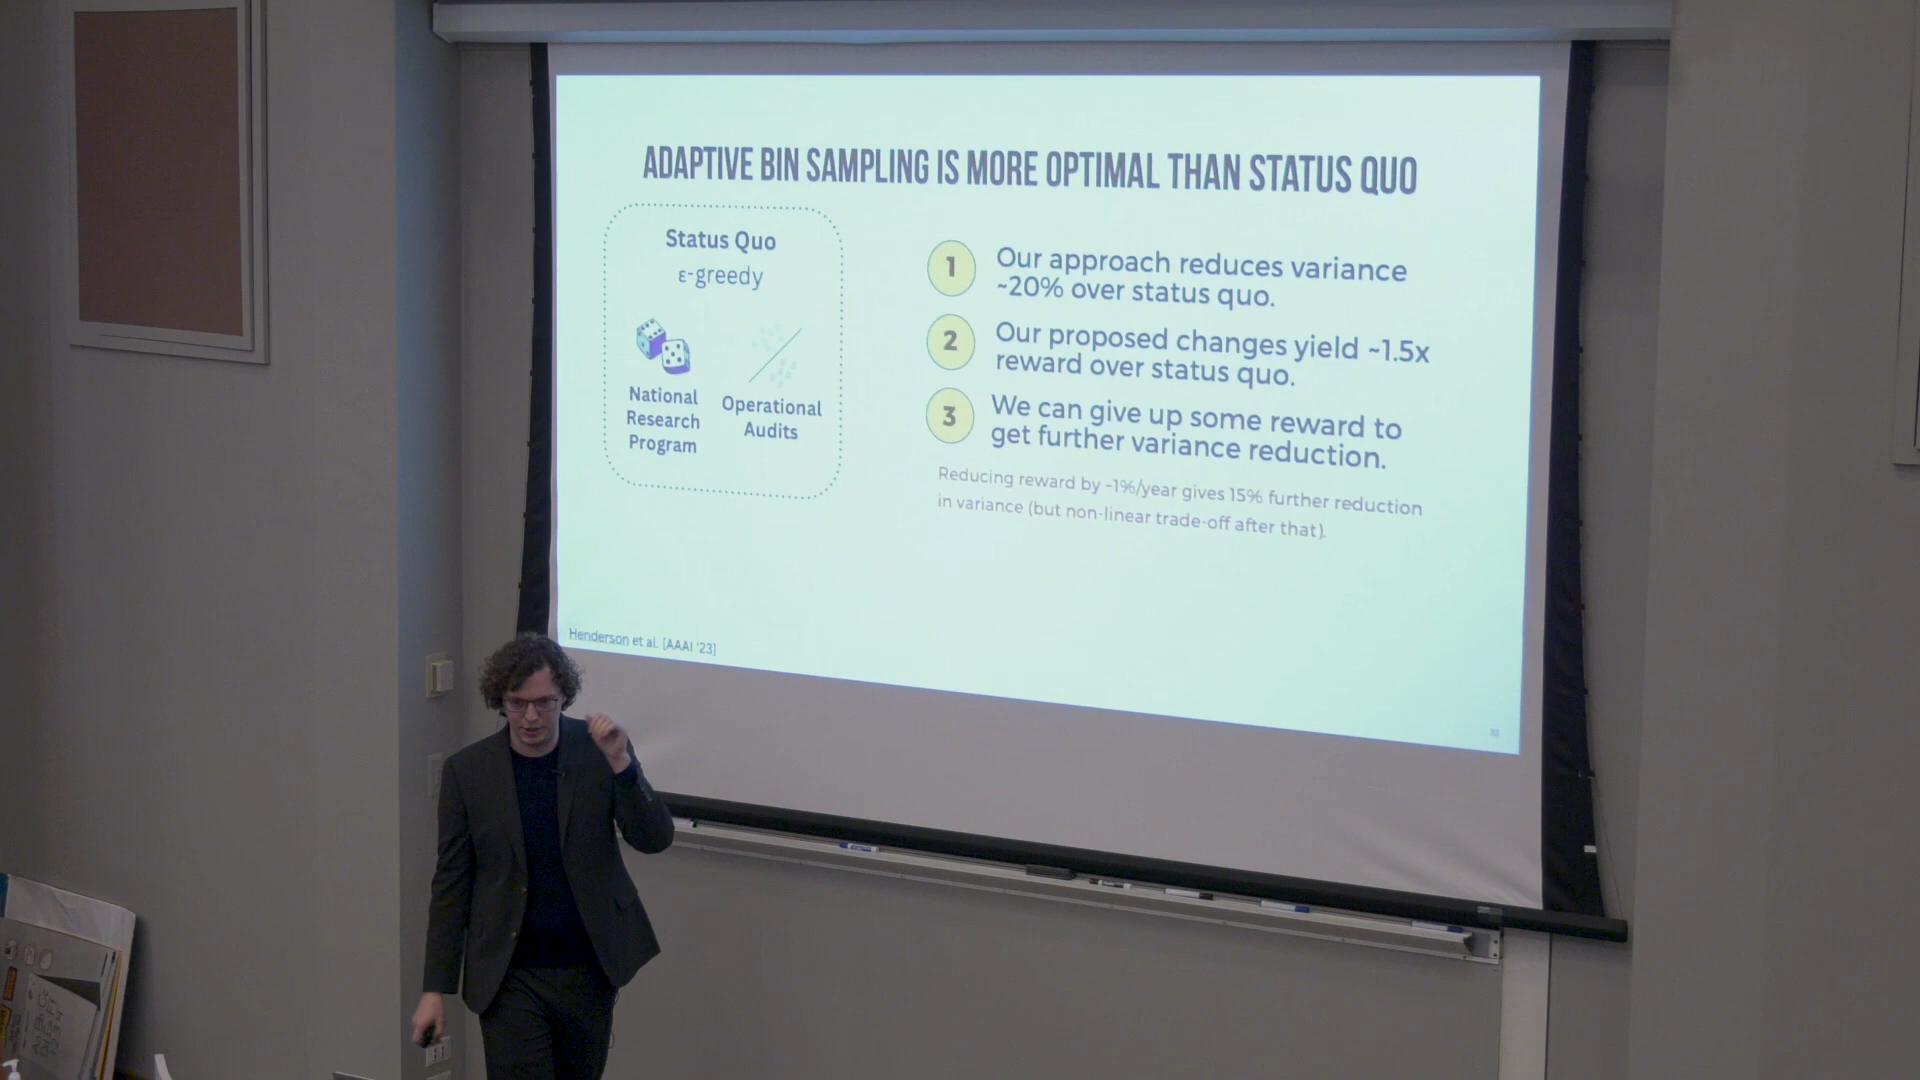 ADAPTIVE BIN SAMPLING IS MORE OPTIMAL THAN STATUS QUO
Status Quo
ε-greedy
National
Research
Program
Operational
Audits
1
Our approach reduces variance
~20% over status quo.
2
Our proposed changes yield ~1.5x
reward over status quo.
3
We can give up some reward to
get further variance reduction.
Reducing reward by ~1%/year gives 15% further reduction
in variance (but non-linear trade-off after that).
Henderson et al. [AAAI '23]